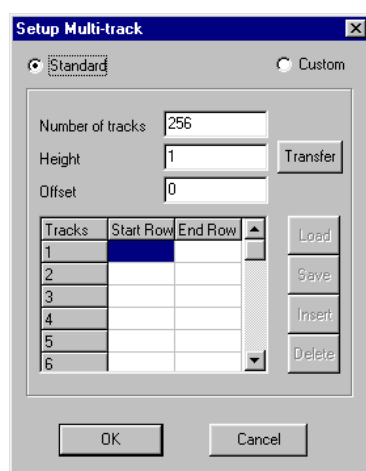 Setup Multi-track
Standard Custom
Number of tracks 256
Height 1 Transfer
Offset 0
Tracks Start Row End Row
1
2
3
4
5
6
Load
Save
Insert
Delete
OK Cancel